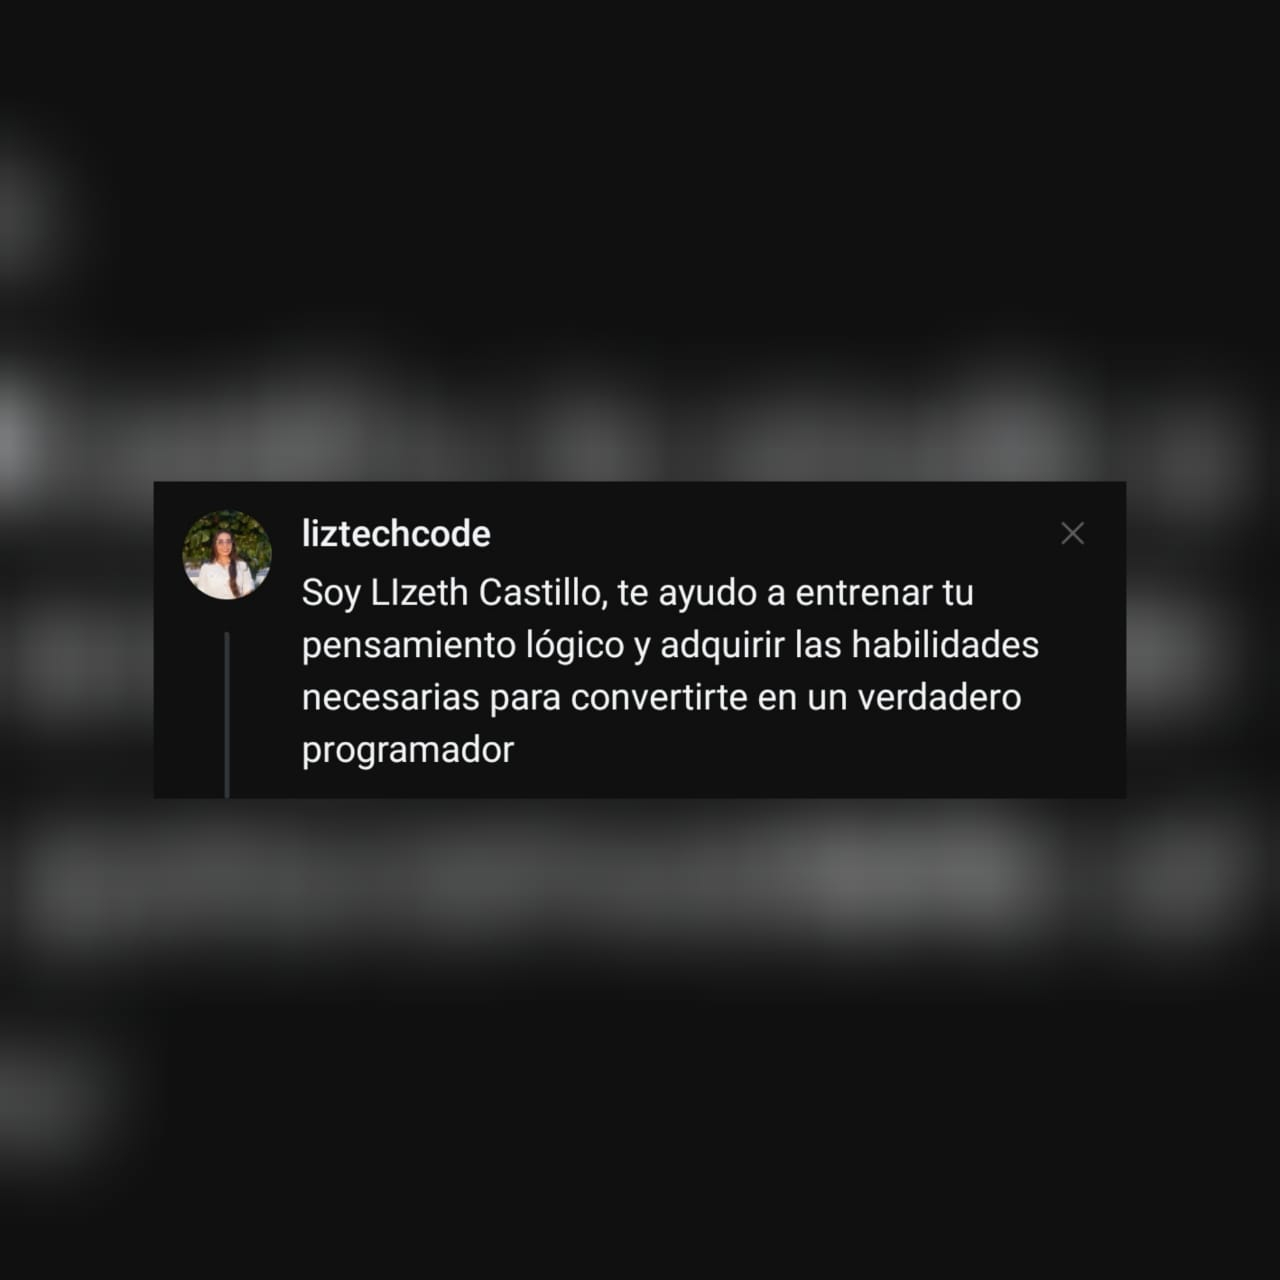 liztechcode
Soy LIzeth Castillo, te ayudo a entrenar tu
pensamiento lógico y adquirir las habilidades
necesarias para convertirte en un verdadero
programador